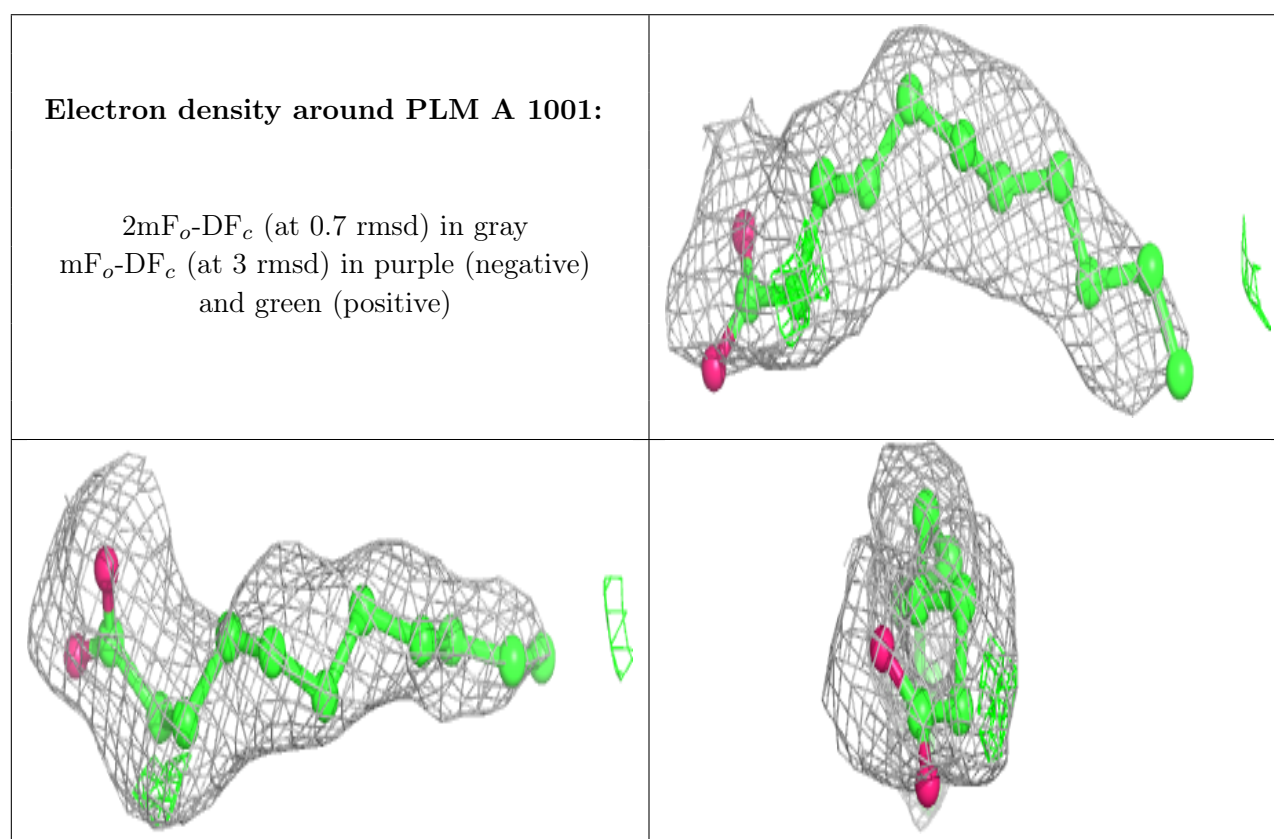 Electron density around PLM A 1001:
2mFo-DFc (at 0.7 rmsd) in gray
mFo-DFc (at 3 rmsd) in purple (negative)
and green (positive)